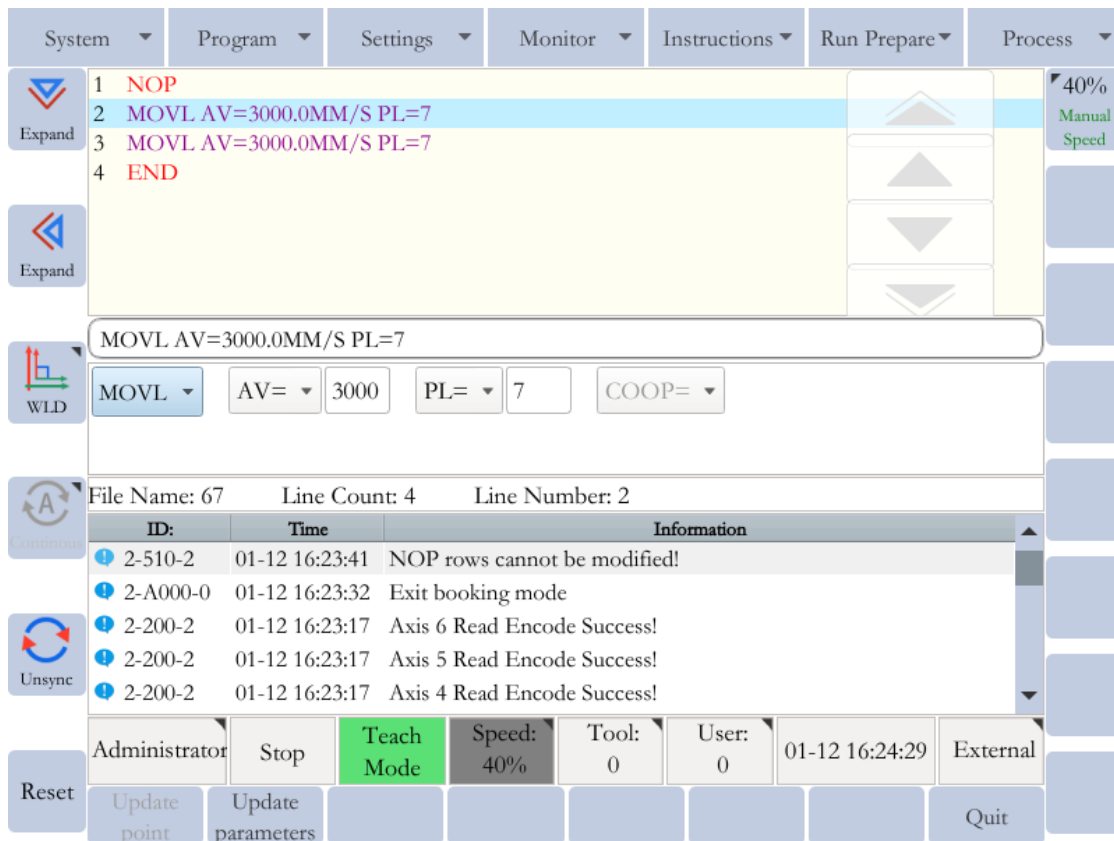 System Program Settings Monitor Instructions Run Prepare Process
Expand
1 NOP
2 MOVL AV=3000.0MM/S PL=7
3 MOVL AV=3000.0MM/S PL=7
4 END
40%
Manual
Speed
Expand
MOVL AV=3000.0MM/S PL=7
WLD
MOVL AV= 3000 PL= 7 COOP=
A
Continuous
File Name: 67 Line Count: 4 Line Number: 2
ID: Time Information
2-510-2 01-12 16:23:41 NOP rows cannot be modified!
2-A000-0 01-12 16:23:32 Exit booking mode
2-200-2 01-12 16:23:17 Axis 6 Read Encode Success!
2-200-2 01-12 16:23:17 Axis 5 Read Encode Success!
2-200-2 01-12 16:23:17 Axis 4 Read Encode Success!
Unsync
Administrator Stop Teach Mode Speed: 40% Tool: 0 User: 0 01-12 16:24:29 External
Reset
Update point
Update parameters
Quit